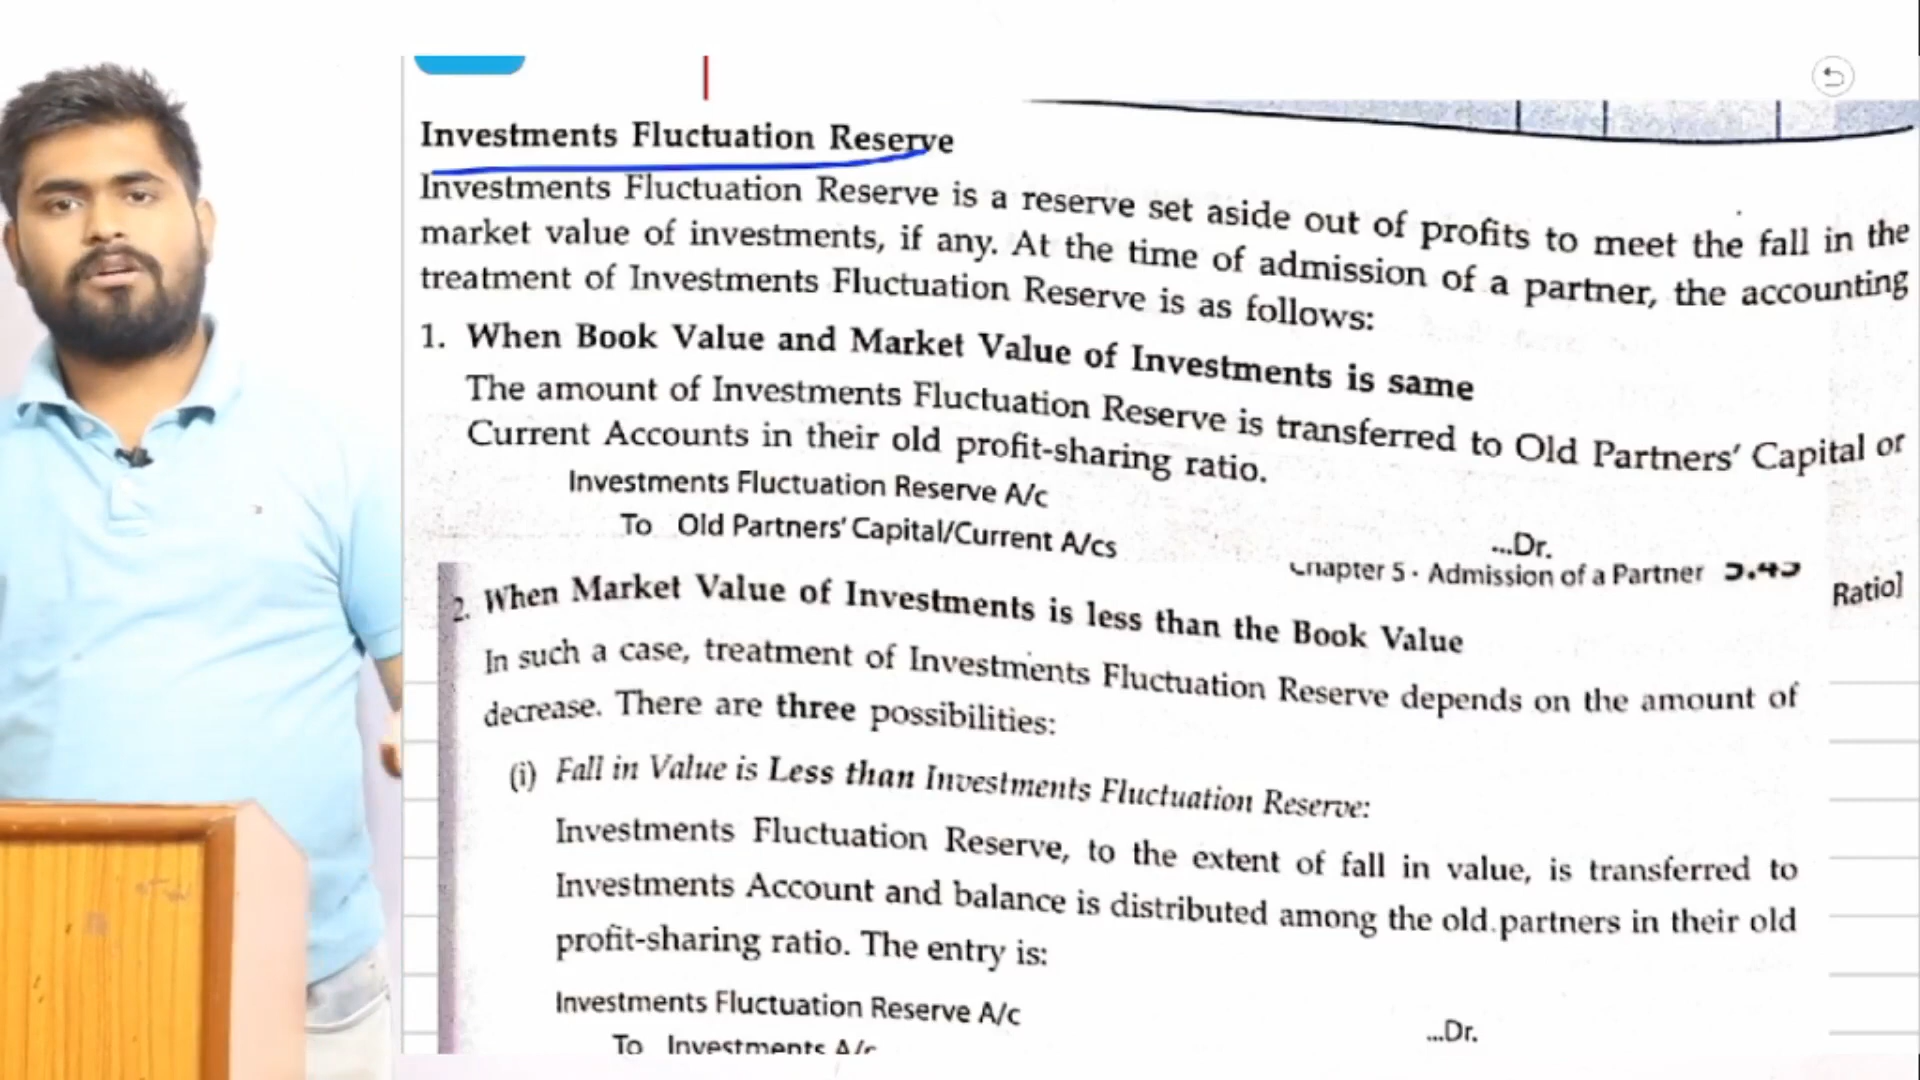 Investments Fluctuation Reserve
Investments Fluctuation Reserve is a reserve set aside out of profits to meet the fall in the
market value of investments, if any. At the time of admission of a partner, the accounting
treatment of Investments Fluctuation Reserve is as follows:
1. When Book Value and Market Value of Investments is same
The amount of Investments Fluctuation Reserve is transferred to Old Partners' Capital or
Current Accounts in their old profit-sharing ratio.
Investments Fluctuation Reserve A/c ...Dr.
To Old Partners' Capital/Current A/cs
Chapter 5 · Admission of a Partner
Ratio]
2. When Market Value of Investments is less than the Book Value
In such a case, treatment of Investments Fluctuation Reserve depends on the amount of
decrease. There are three possibilities:
(i) Fall in Value is Less than Investments Fluctuation Reserve:
Investments Fluctuation Reserve, to the extent of fall in value, is transferred to
Investments Account and balance is distributed among the old partners in their old
profit-sharing ratio. The entry is:
Investments Fluctuation Reserve A/c ...Dr.
To Investments A/c